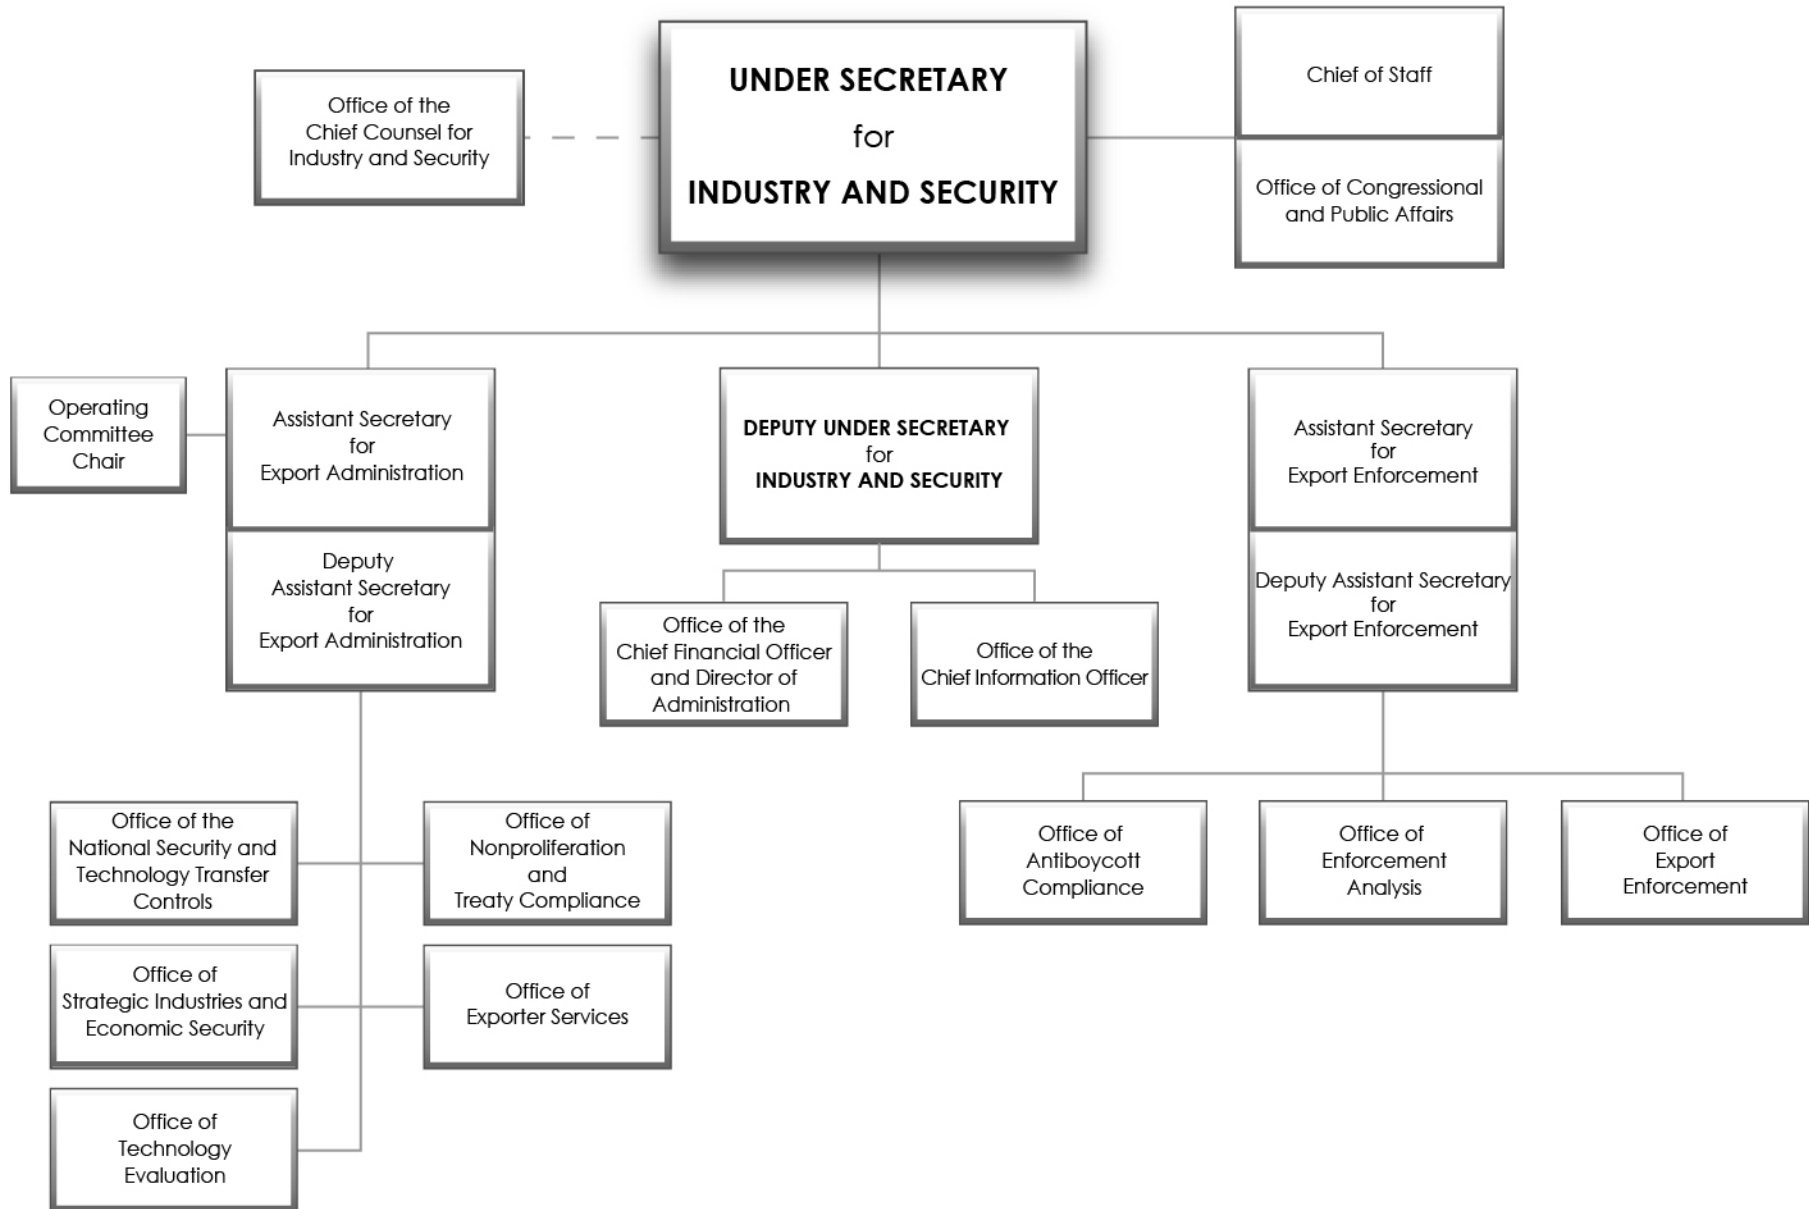 UNDER SECRETARY
for
INDUSTRY AND SECURITY
Office of the
Chief Counsel for
Industry and Security
Chief of Staff
Office of Congressional
and Public Affairs
Operating
Committee
Chair
Assistant Secretary
for
Export Administration
Deputy
Assistant Secretary
for
Export Administration
DEPUTY UNDER SECRETARY
for
INDUSTRY AND SECURITY
Assistant Secretary
for
Export Enforcement
Deputy Assistant Secretary
for
Export Enforcement
Office of the
Chief Financial Officer
and Director of
Administration
Office of the
Chief Information Officer
Office of the
National Security and
Technology Transfer
Controls
Office of
Nonproliferation
and
Treaty Compliance
Office of
Strategic Industries and
Economic Security
Office of
Exporter Services
Office of
Technology
Evaluation
Office of
Antiboycott
Compliance
Office of
Enforcement
Analysis
Office of
Export
Enforcement